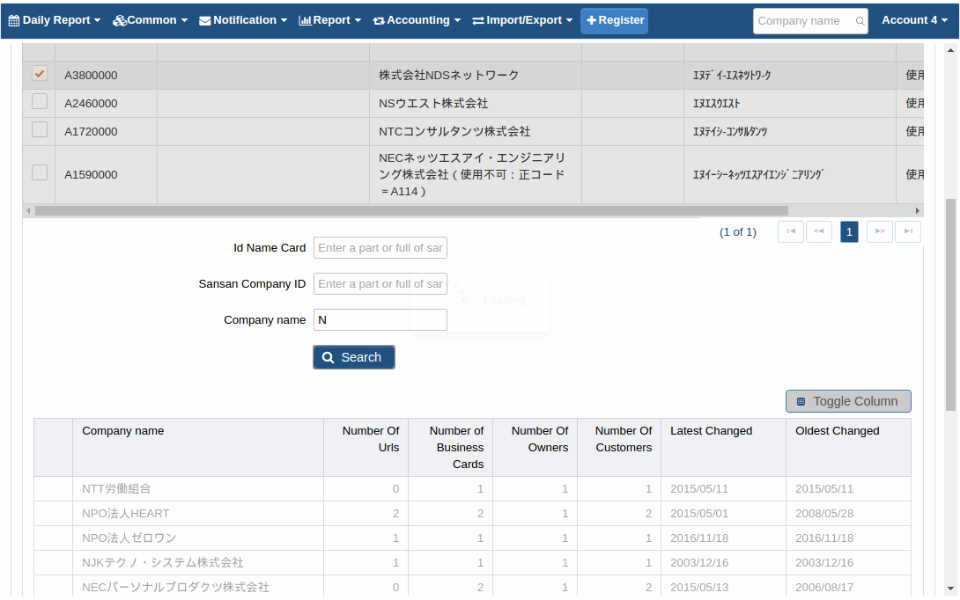 Daily Report Common Notification Report Accounting Import/Export Register Company name Account 4
A3800000 株式会社NDSネットワーク ｴﾇﾃﾞｨｰｴｽﾈｯﾄﾜｰｸ 使用
A2460000 NSウエスト株式会社 ｴﾇｴｽｳｴｽﾄ 使用
A1720000 NTCコンサルタンツ株式会社 ｴﾇﾃｨｼｰｺﾝｻﾙﾀﾝﾂ 使用
NECネッツエスアイ・エンジニアリ
A1590000 ング株式会社（使用不可：正コード ｴﾇｲｰｼｰﾈｯﾂｴｽｱｲｴﾝｼﾞﾆｱﾘﾝｸﾞ 使用
＝A114）
(1 of 1) 1
Id Name Card Enter a part or full of sar
Sansan Company ID Enter a part or full of sar
Loading...
Company name N
Search
Toggle Column
Company name Number Of Urls Number of Business Cards Number Of Owners Number Of Customers Latest Changed Oldest Changed
NTT労働組合 0 1 1 1 2015/05/11 2015/05/11
NPO法人HEART 2 2 1 2 2015/05/01 2008/05/28
NPO法人ゼロワン 1 1 1 1 2016/11/18 2016/11/18
NJKテクノ・システム株式会社 1 1 1 1 2003/12/16 2003/12/16
NECパーソナルプロダクツ株式会社 0 2 1 2 2015/05/13 2006/08/17